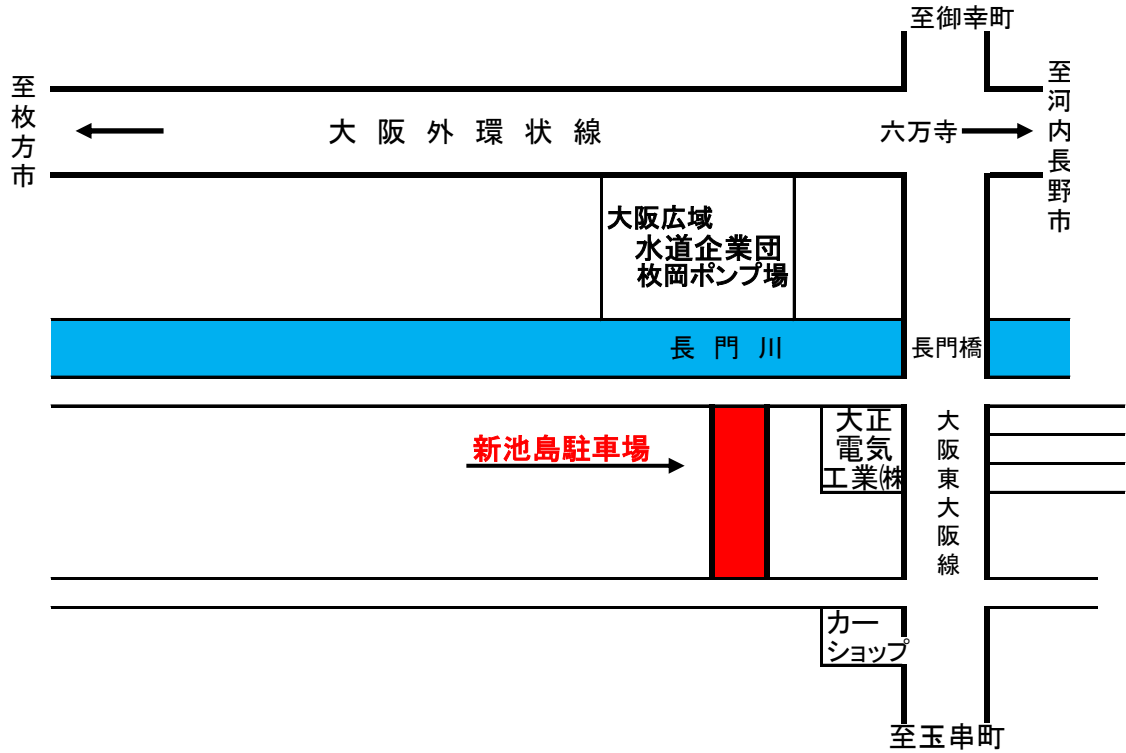 至御幸町
至枚方市
大阪外環状線
六万寺
至河内長野市
大阪広域
水道企業団
枚岡ポンプ場
長門川
長門橋
新池島駐車場
大正
電気
工業㈱
大阪東大阪線
カー
ショップ
至玉串町